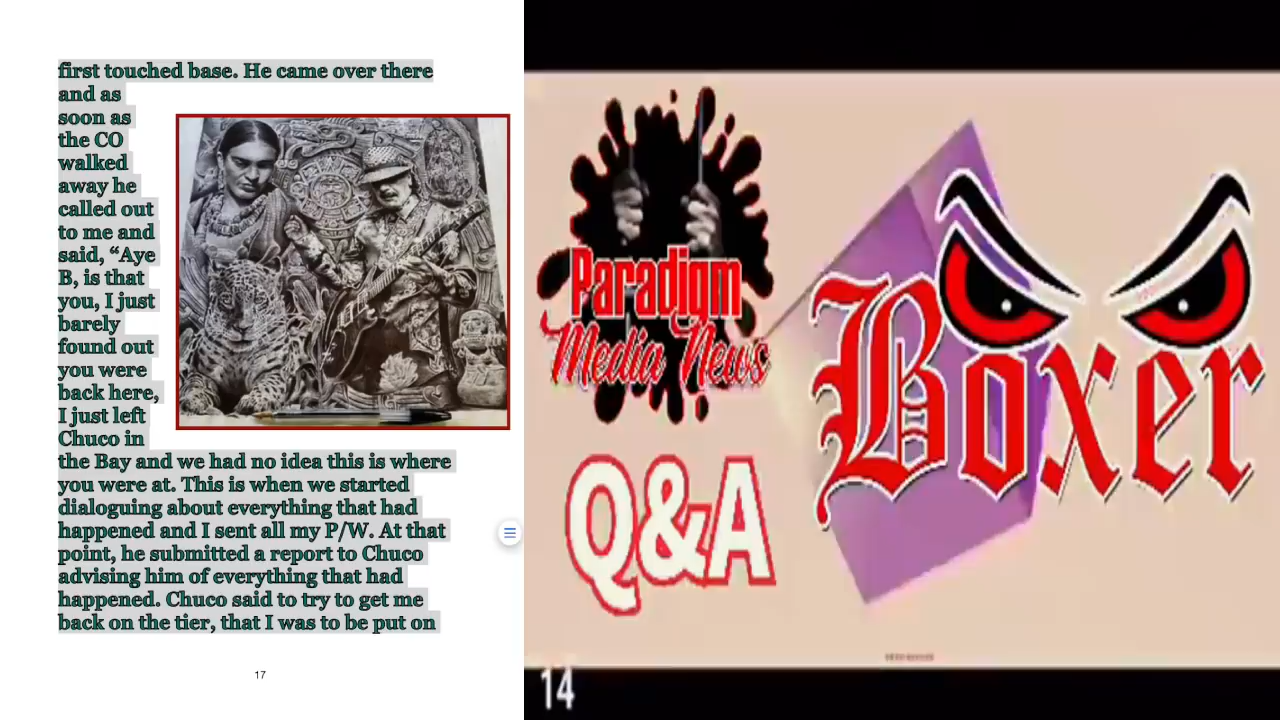 first touched base. He came over there
and as
soon as
the CO
walked
away he
called out
to me and
said, “Aye
B, is that
you, I just
barely
found out
you were
back here,
I just left
Chuco in
the Bay and we had no idea this is where
you were at. This is when we started
dialoguing about everything that had
happened and I sent all my P/W. At that
point, he submitted a report to Chuco
advising him of everything that had
happened. Chuco said to try to get me
back on the tier, that I was to be put on
17
Paradigm
Media News
Q&A
Boxer
14